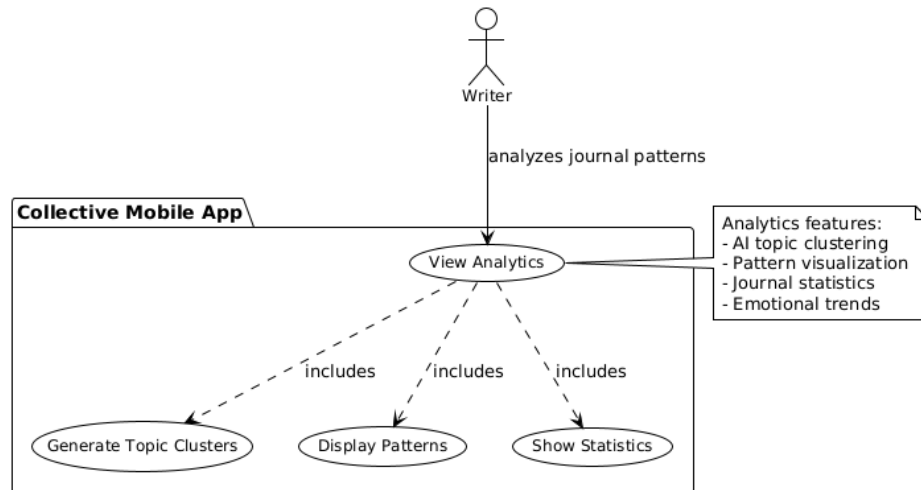 Writer
analyzes journal patterns
Collective Mobile App
Analytics features:
- AI topic clustering
- Pattern visualization
- Journal statistics
- Emotional trends
View Analytics
includes
includes
includes
Generate Topic Clusters
Display Patterns
Show Statistics